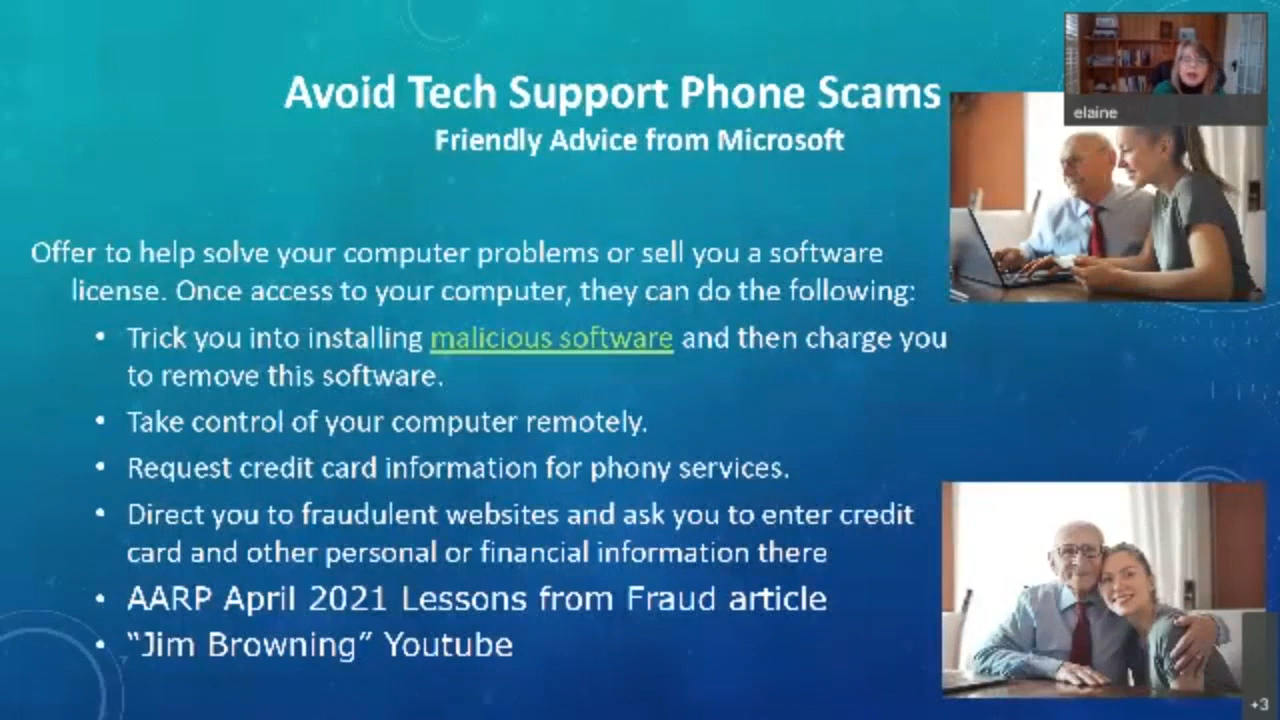 Avoid Tech Support Phone Scams
Friendly Advice from Microsoft
elaine
Offer to help solve your computer problems or sell you a software
license. Once access to your computer, they can do the following:
• Trick you into installing malicious software and then charge you
to remove this software.
• Take control of your computer remotely.
• Request credit card information for phony services.
• Direct you to fraudulent websites and ask you to enter credit
card and other personal or financial information there
• AARP April 2021 Lessons from Fraud article
• “Jim Browning” Youtube
+3